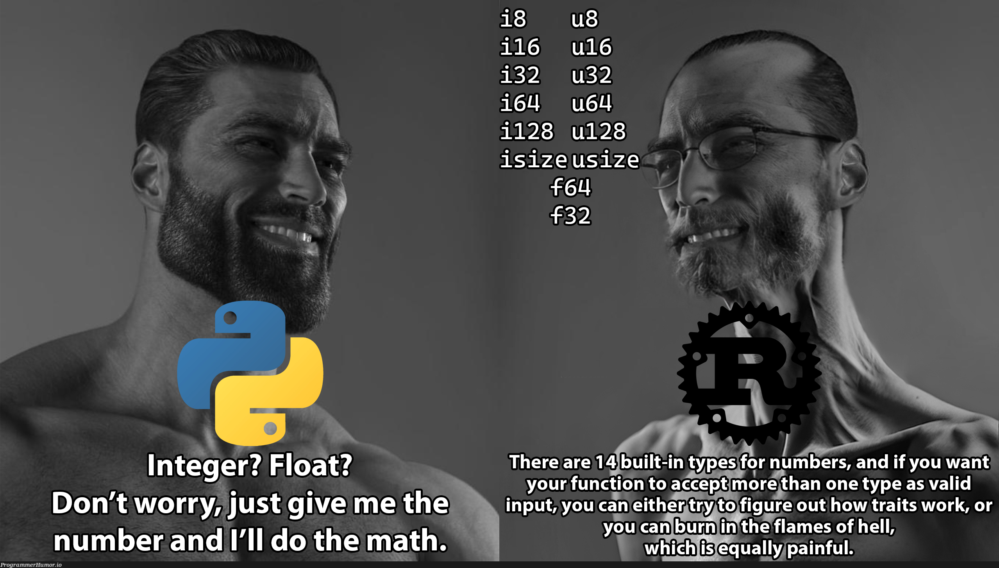 i8 u8
i16 u16
i32 u32
i64 u64
i128 u128
isize usize
f64
f32
Integer? Float?
Don’t worry, just give me the
number and I’ll do the math.
R
There are 14 built-in types for numbers, and if you want
your function to accept more than one type as valid
input, you can either try to figure out how traits work, or
you can burn in the flames of hell,
which is equally painful.
ProgrammerHumor.io